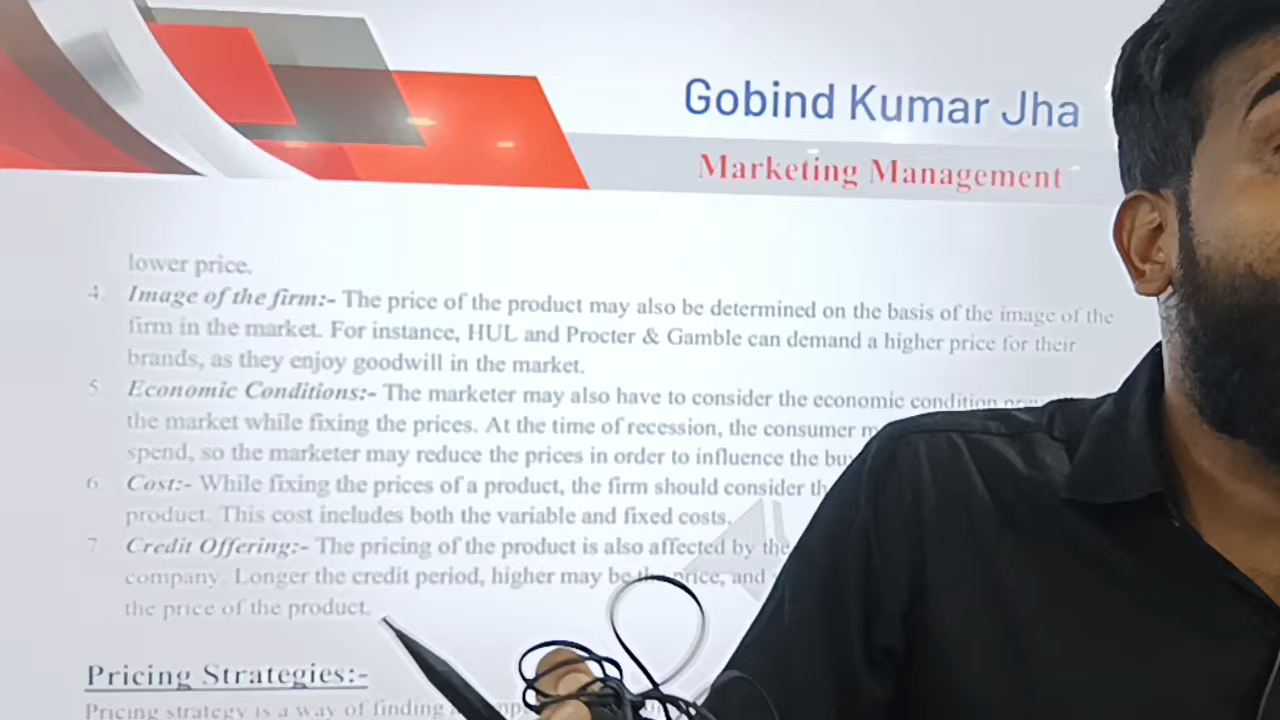 Gobind Kumar Jha
Marketing Management
lower price.
4. Image of the firm:- The price of the product may also be determined on the basis of the image of the
firm in the market. For instance, HUL and Procter & Gamble can demand a higher price for their
brands, as they enjoy goodwill in the market.
5. Economic Conditions:- The marketer may also have to consider the economic condition
the market while fixing the prices. At the time of recession, the consumer
spend, so the marketer may reduce the prices in order to influence the
6. Cost:- While fixing the prices of a product, the firm should consider
product. This cost includes both the variable and fixed costs.
7. Credit Offering:- The pricing of the product is also affected by the
company. Longer the credit period, higher may be the price, and
the price of the product.
Pricing Strategies:-
Pricing strategy is a way of finding